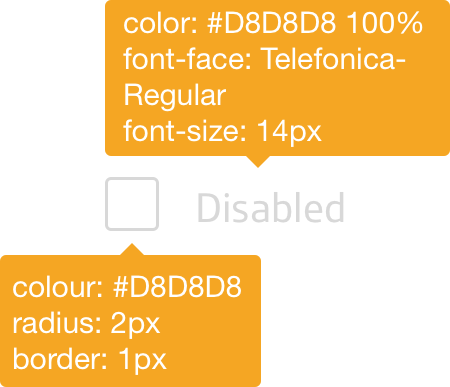 color: #D8D8D8 100%
font-face: Telefonica-
Regular
font-size: 14px
Disabled
colour: #D8D8D8
radius: 2px
border: 1px